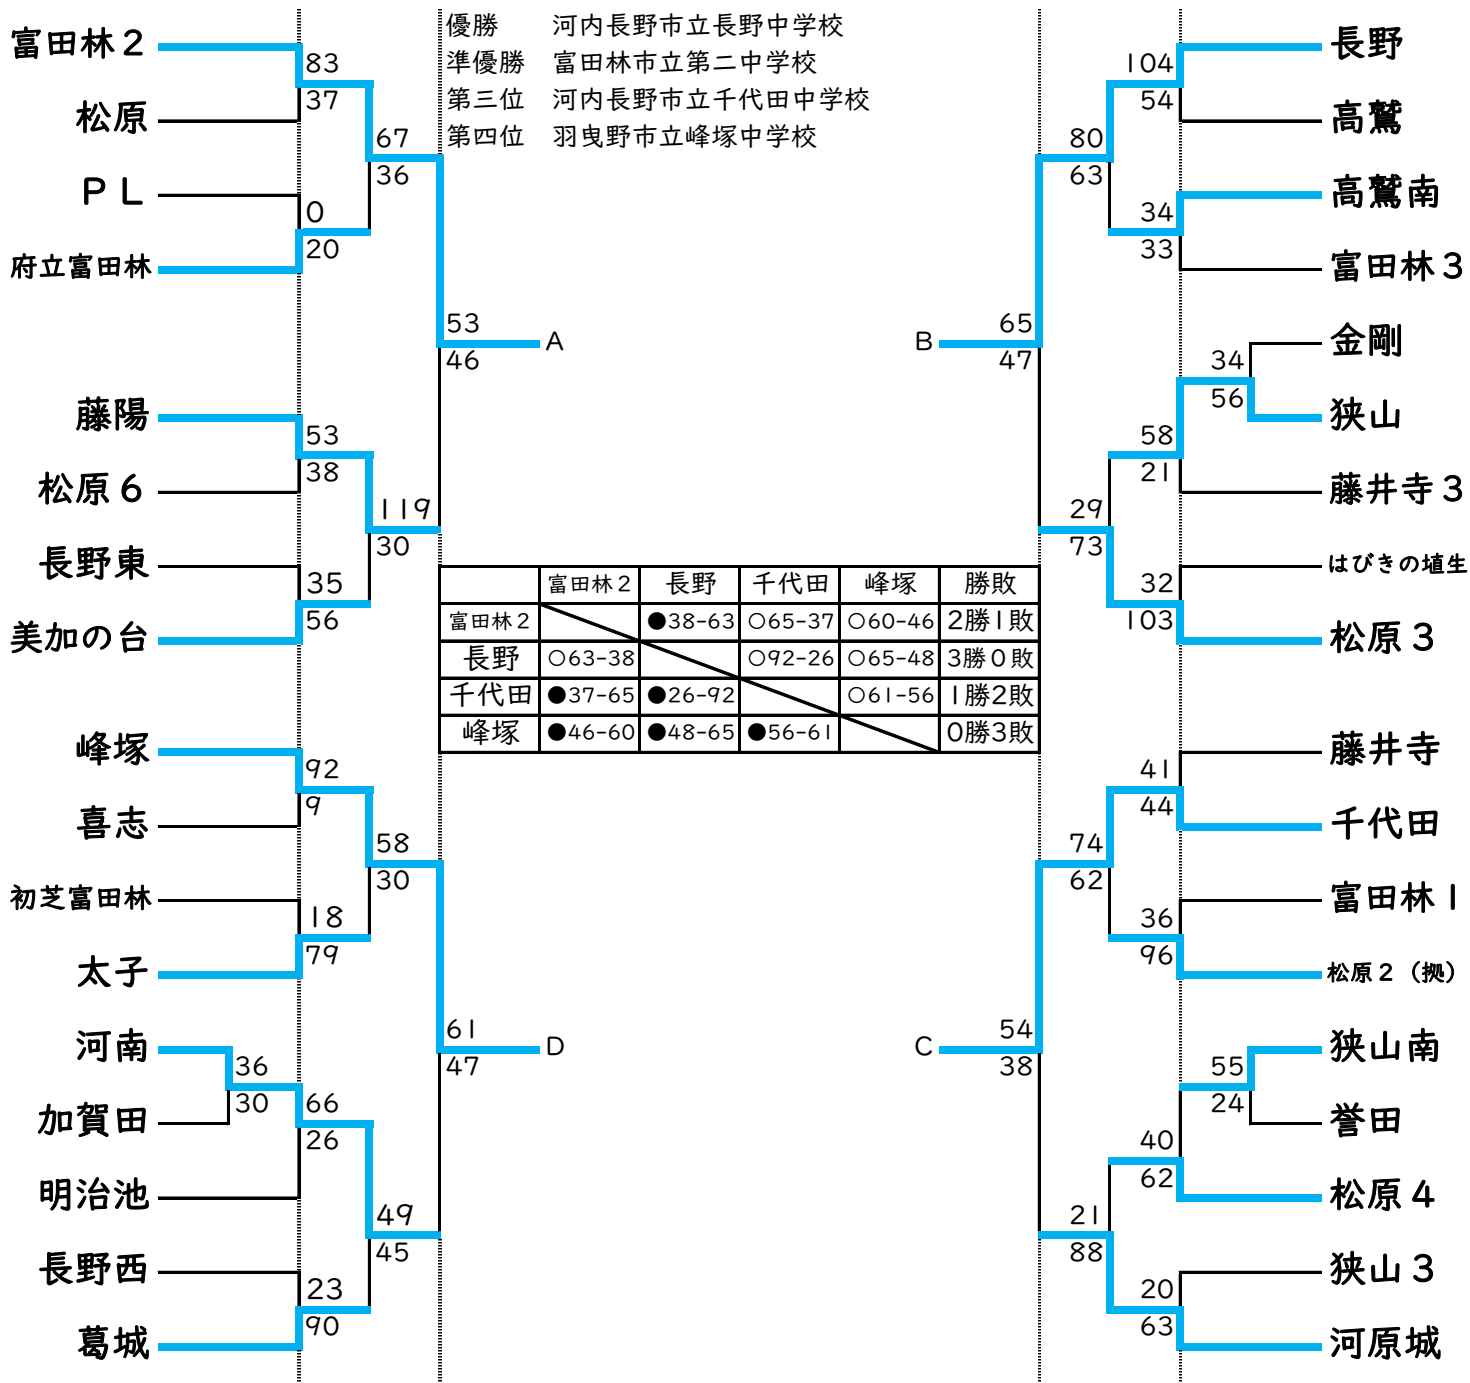 優勝　河内長野市立長野中学校
準優勝　富田林市立第二中学校
第三位　河内長野市立千代田中学校
第四位　羽曳野市立峰塚中学校
富田林２
83
松原
37
67
36
ＰＬ
0
府立富田林
20
53
A
46
藤陽
53
松原６
38
119
30
長野東
35
美加の台
56
峰塚
92
喜志
9
58
30
初芝富田林
18
太子
79
61
D
47
河南
36
加賀田
30
66
26
明治池
49
45
長野西
23
葛城
90
長野
104
高鷲
54
80
63
高鷲南
34
富田林３
33
65
B
47
金剛
34
狭山
56
58
21
藤井寺３
29
73
はびきの埴生
32
松原３
103
藤井寺
41
千代田
44
74
62
富田林１
36
松原２（拠）
96
54
C
38
狭山南
55
誉田
24
40
62
松原４
21
88
狭山３
20
河原城
63
富田林２ 長野 千代田 峰塚 勝敗
富田林２ ●38-63 ○65-37 ○60-46 2勝1敗
長野 ○63-38 ○92-26 ○65-48 3勝０敗
千代田 ●37-65 ●26-92 ○61-56 1勝2敗
峰塚 ●46-60 ●48-65 ●56-61 0勝3敗